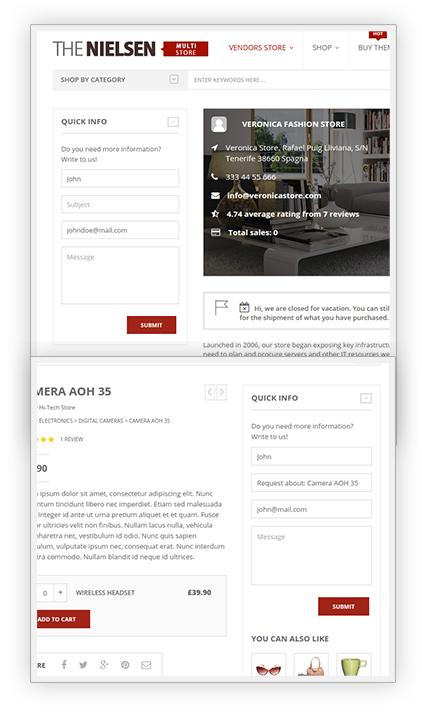 THE NIELSEN MULTI STORE
VENDORS STORE
SHOP
HOT
BUY THEM
SHOP BY CATEGORY
ENTER KEYWORDS HERE ...
QUICK INFO
Do you need more information?
Write to us!
John
Subject
johndoe@mail.com
Message
SUBMIT
VERONICA FASHION STORE
Veronica Store, Rafael Puig Lliviana, S/N
Tenerife 38660 Spagna
333 44 55 666
info@veronicastore.com
4.74 average rating from 7 reviews
Total sales: 0
Hi, we are closed for vacation. You can still
for the shipment of what you have purchased.
Launched in 2006, our store began exposing key infrastruct
need to plan and procure servers and other IT resources we
MERA AOH 35
Hi-Tech Store
ELECTRONICS > DIGITAL CAMERAS > CAMERA AOH 35
1 REVIEW
90
ipsum dolor sit amet, consectetur adipiscing elit. Nunc
ntum tincidunt libero nec imperdiet. Etiam sed malesuada
Integer id ante ut urna pretium aliquet et et quam. Fusce
or ultricies velit non finibus. Nullam lacus nulla, vehicula
pharetra nec, vestibulum id odio. Nunc quis sapien
bulum, vulputate ipsum nec, consequat erat. Nunc interdum
tra commodo. Nullam blandit id neque id ultrices.
0 +
WIRELESS HEADSET
£39.90
ADD TO CART
RE
QUICK INFO
Do you need more information?
Write to us!
John
Request about: Camera AOH 35
john@mail.com
Message
SUBMIT
YOU CAN ALSO LIKE